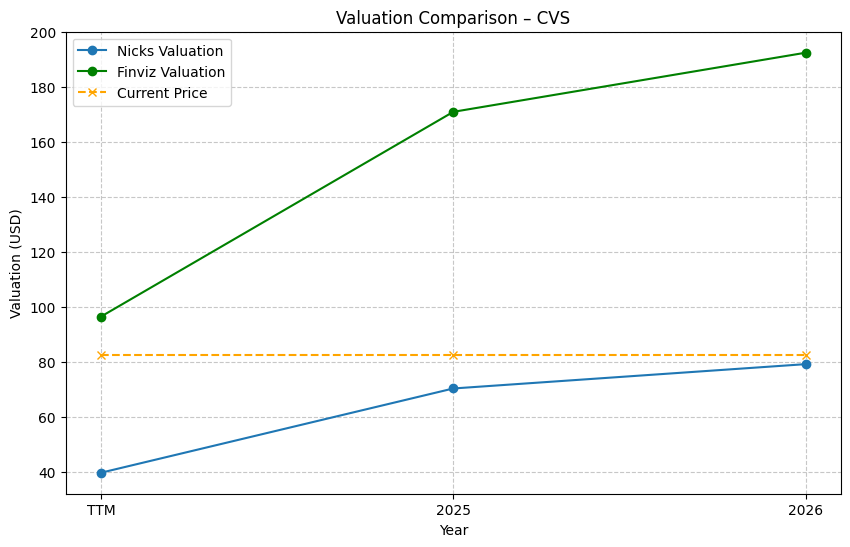 Valuation Comparison – CVS
Nicks Valuation
Finviz Valuation
Current Price
Valuation (USD)
200
180
160
140
120
100
80
60
40
TTM
2025
2026
Year